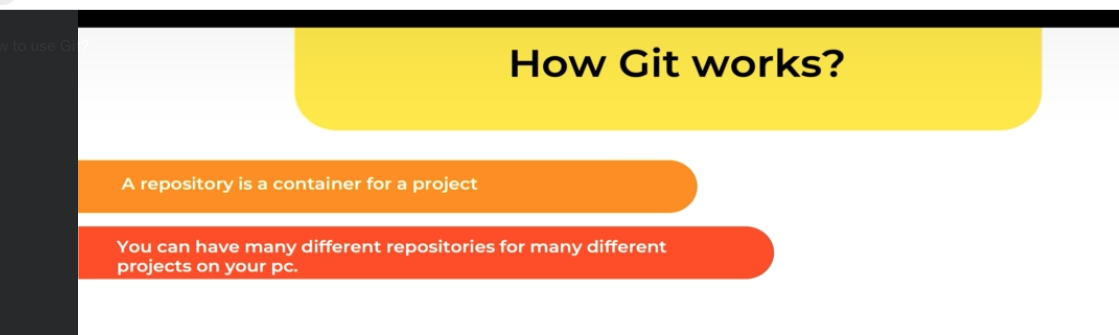 w to use Git?
How Git works?
A repository is a container for a project
You can have many different repositories for many different
projects on your pc.